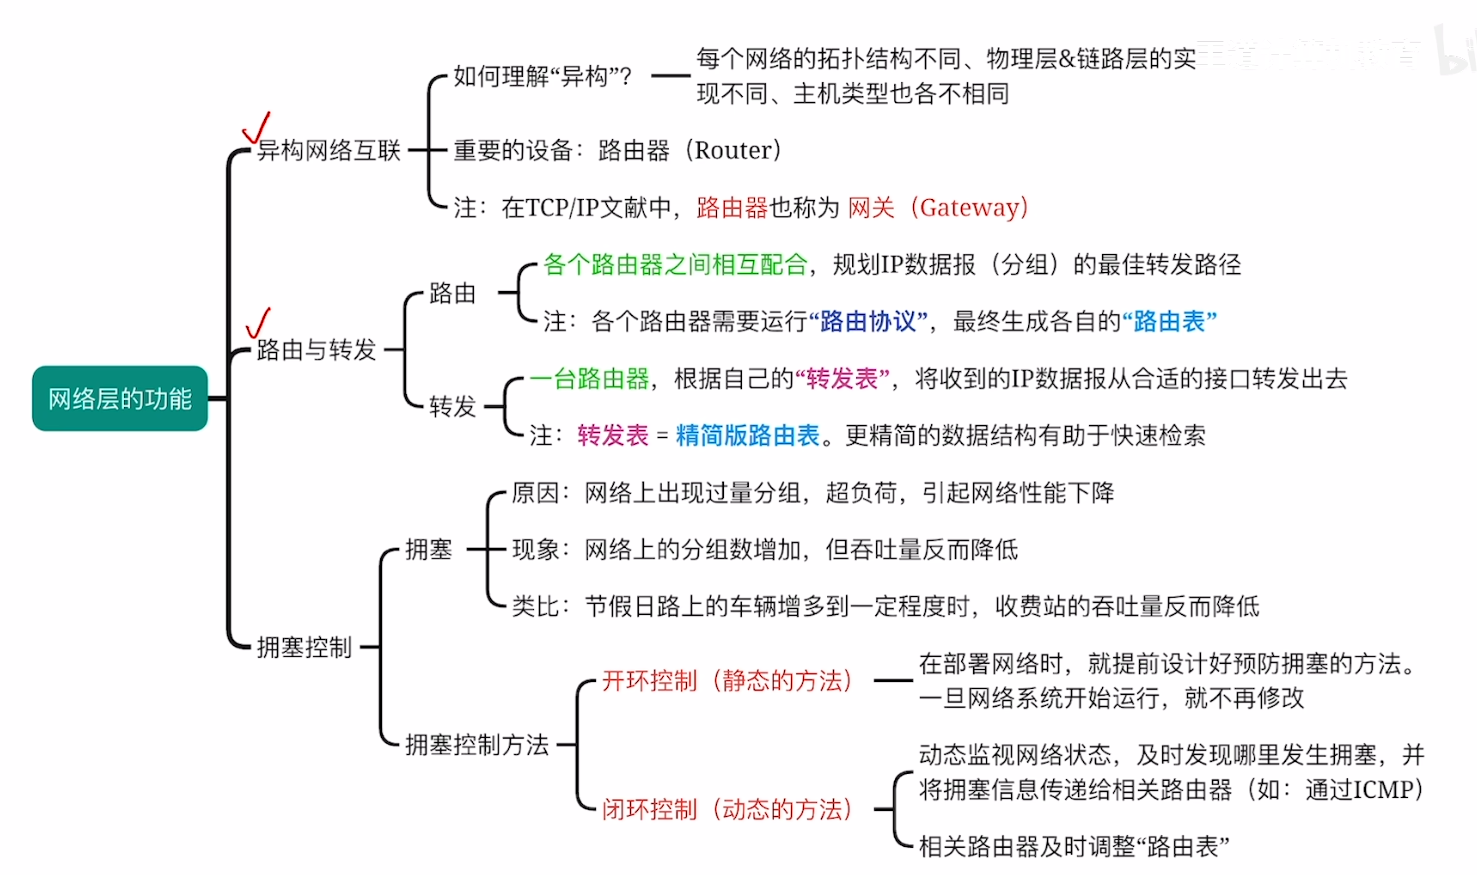 网络层的功能
异构网络互联
如何理解“异构”？
每个网络的拓扑结构不同、物理层&链路层的实
现不同、主机类型也各不相同
重要的设备：路由器（Router）
注：在TCP/IP文献中，路由器也称为 网关（Gateway）
路由与转发
路由
各个路由器之间相互配合，规划IP数据报（分组）的最佳转发路径
注：各个路由器需要运行“路由协议”，最终生成各自的“路由表”
转发
一台路由器，根据自己的“转发表”，将收到的IP数据报从合适的接口转发出去
注：转发表 = 精简版路由表。更精简的数据结构有助于快速检索
拥塞控制
拥塞
原因：网络上出现过量分组，超负荷，引起网络性能下降
现象：网络上的分组数增加，但吞吐量反而降低
类比：节假日路上的车辆增多到一定程度时，收费站的吞吐量反而降低
拥塞控制方法
开环控制（静态的方法）
在部署网络时，就提前设计好预防拥塞的方法。
一旦网络系统开始运行，就不再修改
闭环控制（动态的方法）
动态监视网络状态，及时发现哪里发生拥塞，并
将拥塞信息传递给相关路由器（如：通过ICMP）
相关路由器及时调整“路由表”